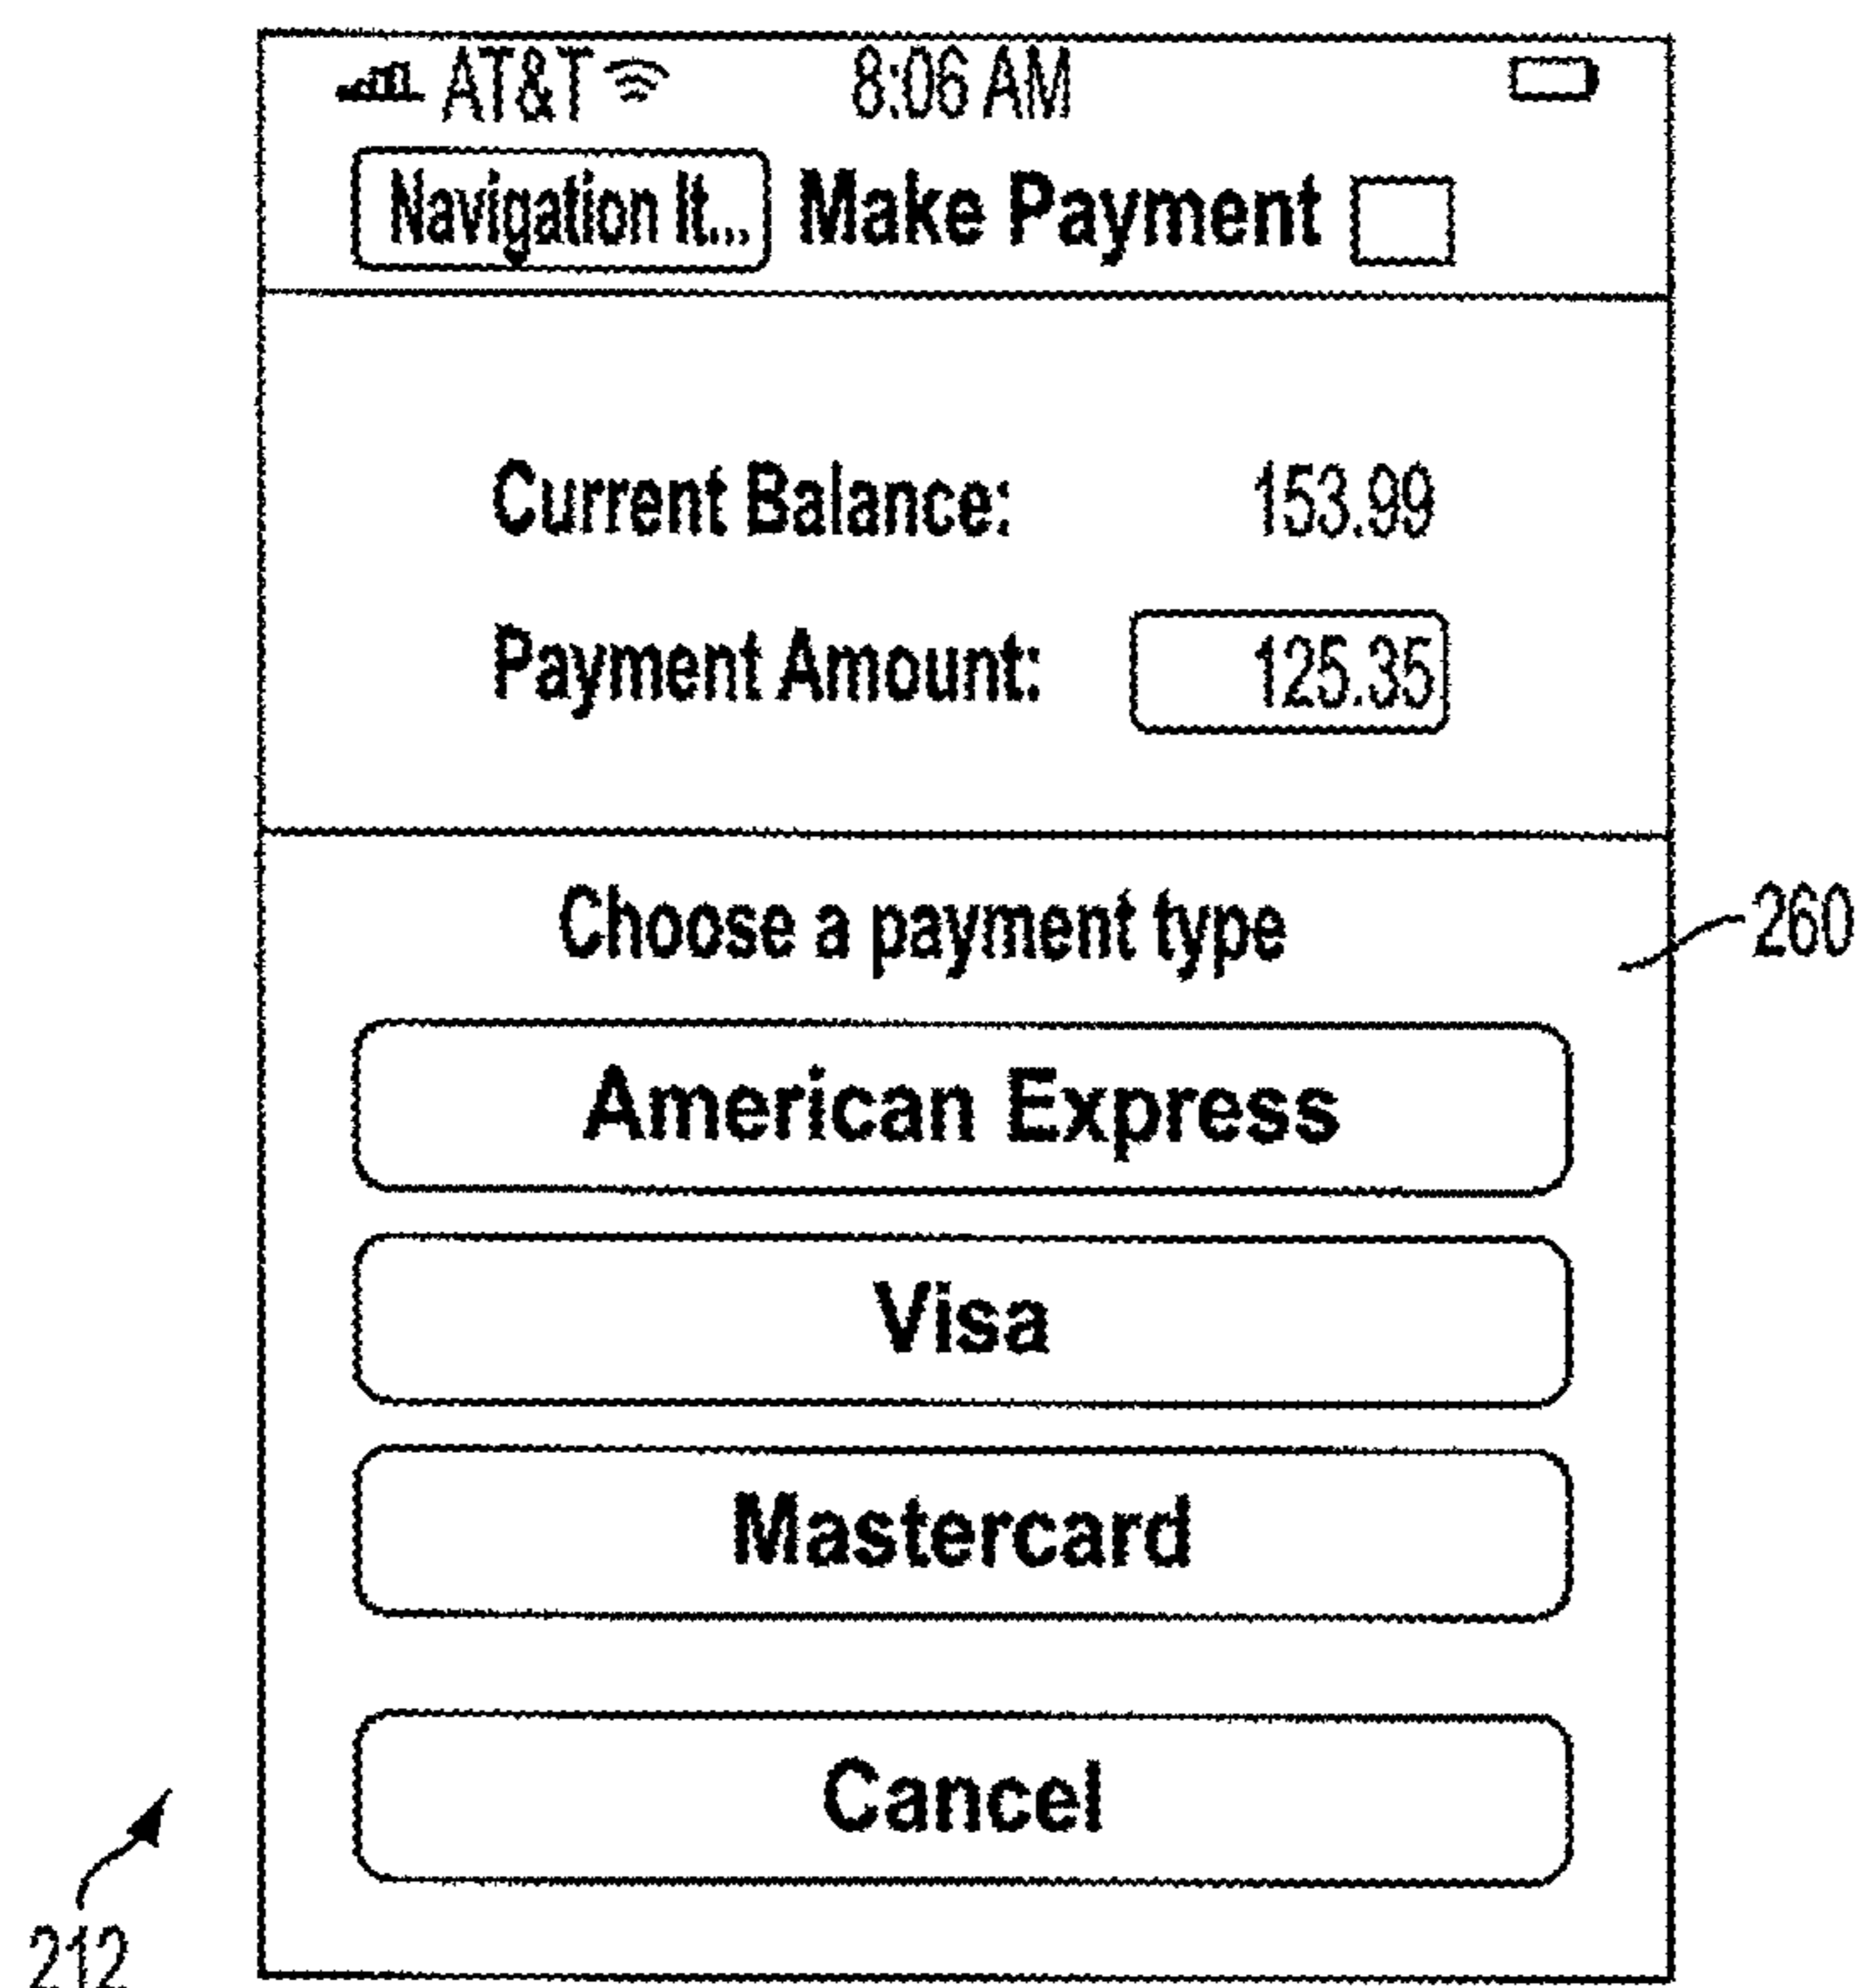 AT&T 8:06 AM
Navigation It... Make Payment
Current Balance: 153.99
Payment Amount: 125.35
Choose a payment type
260
American Express
Visa
Mastercard
Cancel
212